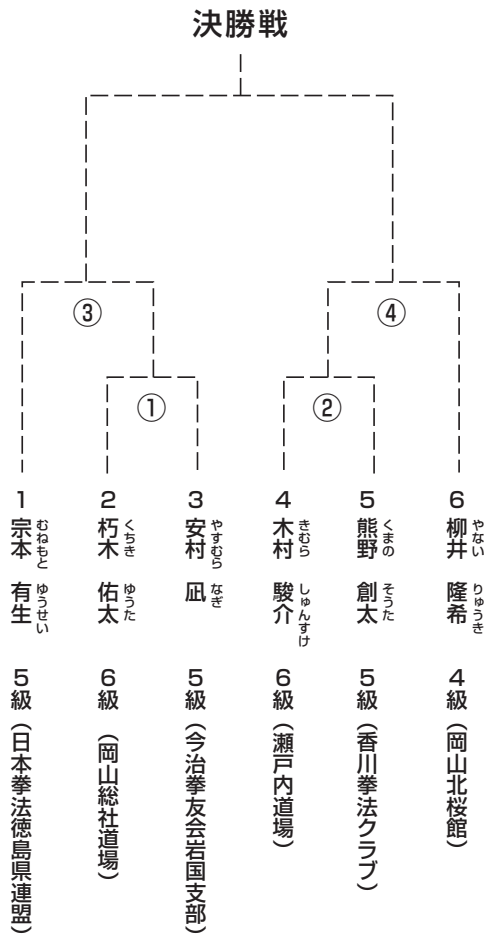 決勝戦
③
④
①
②
1 宗本 有生 むねもと ゆうせい 5級 (日本拳法徳島県連盟)
2 朽木 佑太 くちき ゆうた 6級 (岡山総社道場)
3 安村 凪 やすむら なぎ 5級 (今治拳友会岩国支部)
4 木村 駿介 きむら しゅんすけ 6級 (瀬戸内道場)
5 熊野 創太 くまの そうた 5級 (香川拳法クラブ)
6 柳井 隆希 やない りゅうき 4級 (岡山北桜館)